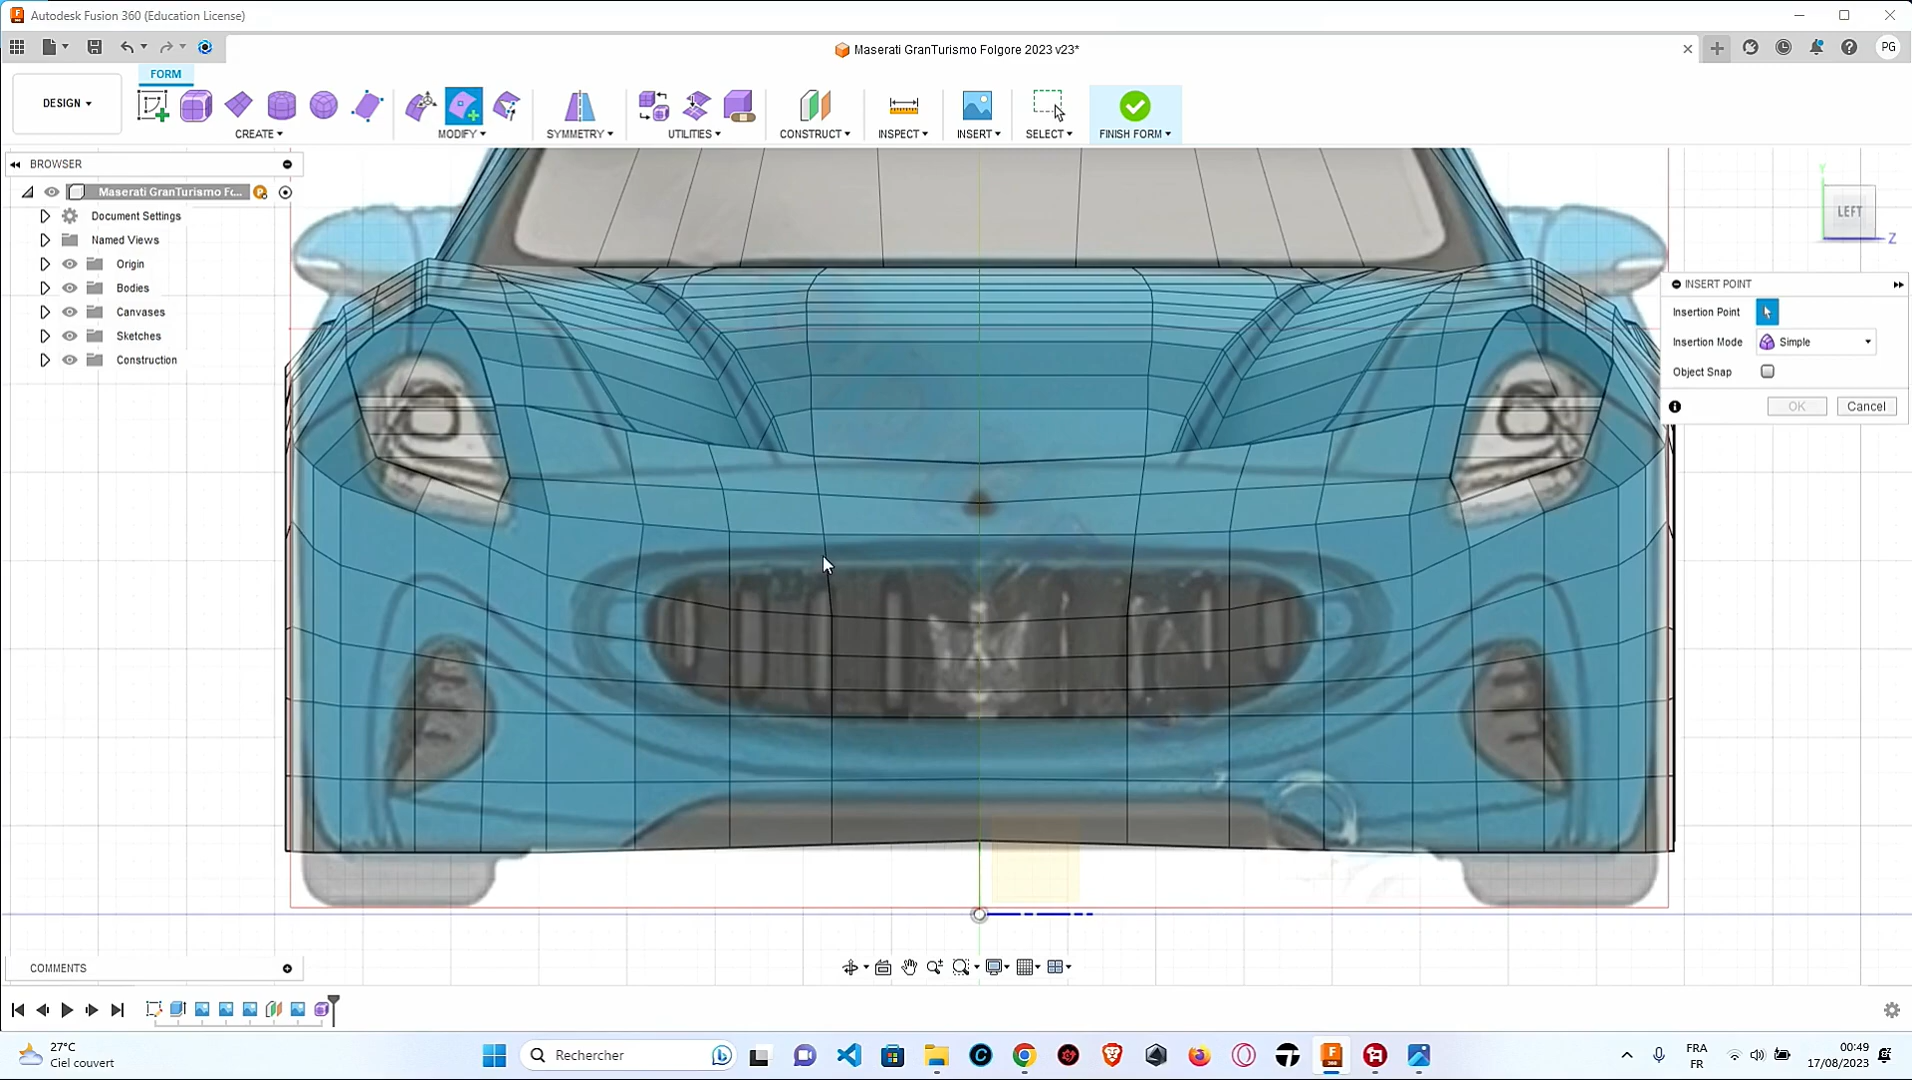 Autodesk Fusion 360 (Education License)
Maserati GranTurismo Folgore 2023 v23*
PG
FORM
DESIGN
CREATE
MODIFY
SYMMETRY
UTILITIES
CONSTRUCT
INSPECT
INSERT
SELECT
FINISH FORM
BROWSER
Maserati GranTurismo F(...
Document Settings
Named Views
Origin
Bodies
Canvases
Sketches
Construction
Y
LEFT
Z
INSERT POINT
Insertion Point
Insertion Mode
Simple
Object Snap
OK
Cancel
COMMENTS
27°C
Ciel couvert
Rechercher
FRA
FR
00:49
17/08/2023